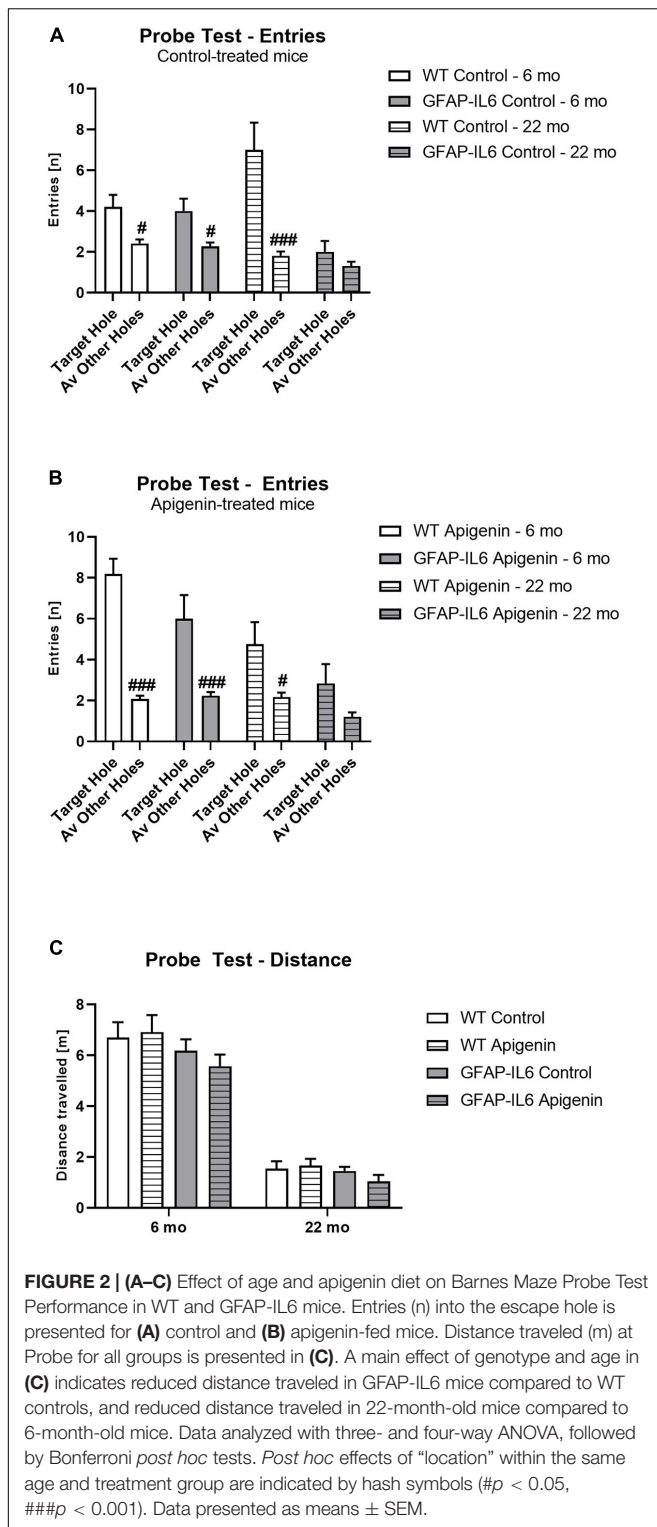 A
Probe Test - Entries
Control-treated mice
WT Control - 6 mo
GFAP-IL6 Control - 6 mo
WT Control - 22 mo
GFAP-IL6 Control - 22 mo
Entries [n]
10
8
6
4
2
0
#
#
###
Target Hole
Av Other Holes
Target Hole
Av Other Holes
Target Hole
Av Other Holes
Target Hole
Av Other Holes
B
Probe Test - Entries
Apigenin-treated mice
WT Apigenin - 6 mo
GFAP-IL6 Apigenin - 6 mo
WT Apigenin - 22 mo
GFAP-IL6 Apigenin - 22 mo
Entries [n]
10
8
6
4
2
0
###
###
#
Target Hole
Av Other Holes
Target Hole
Av Other Holes
Target Hole
Av Other Holes
Target Hole
Av Other Holes
C
Probe Test - Distance
WT Control
WT Apigenin
GFAP-IL6 Control
GFAP-IL6 Apigenin
Disance travelled [m]
8
6
4
2
0
6 mo
22 mo
FIGURE 2 | (A–C) Effect of age and apigenin diet on Barnes Maze Probe Test
Performance in WT and GFAP-IL6 mice. Entries (n) into the escape hole is
presented for (A) control and (B) apigenin-fed mice. Distance traveled (m) at
Probe for all groups is presented in (C). A main effect of genotype and age in
(C) indicates reduced distance traveled in GFAP-IL6 mice compared to WT
controls, and reduced distance traveled in 22-month-old mice compared to
6-month-old mice. Data analyzed with three- and four-way ANOVA, followed
by Bonferroni post hoc tests. Post hoc effects of “location” within the same
age and treatment group are indicated by hash symbols (#p < 0.05,
###p < 0.001). Data presented as means ± SEM.